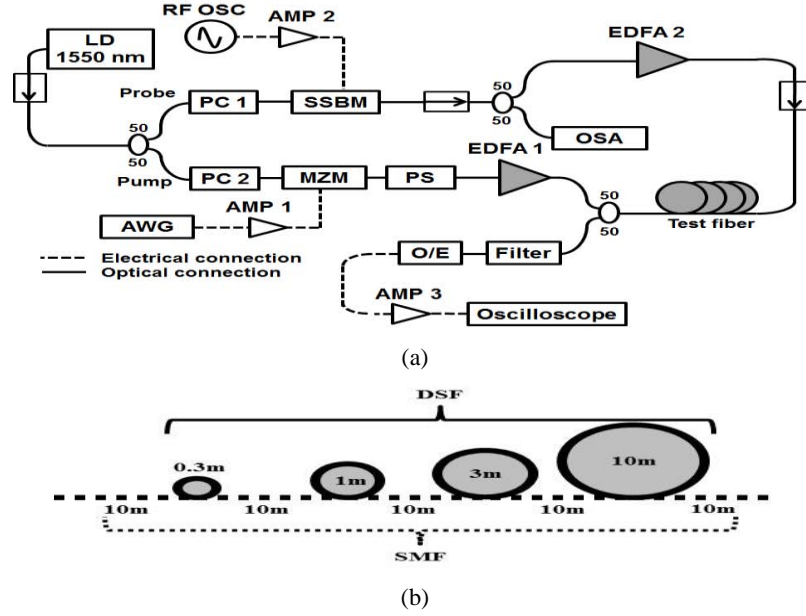 RF OSC
AMP 2
LD
1550 nm
EDFA 2
Probe
PC 1
SSBM
50
50
50
50
OSA
EDFA 1
Pump
PC 2
MZM
PS
50
50
AMP 1
AWG
Test fiber
Electrical connection
Optical connection
O/E
Filter
AMP 3
Oscilloscope
(a)
DSF
0.3m
1m
3m
10m
10m
10m
10m
10m
10m
SMF
(b)